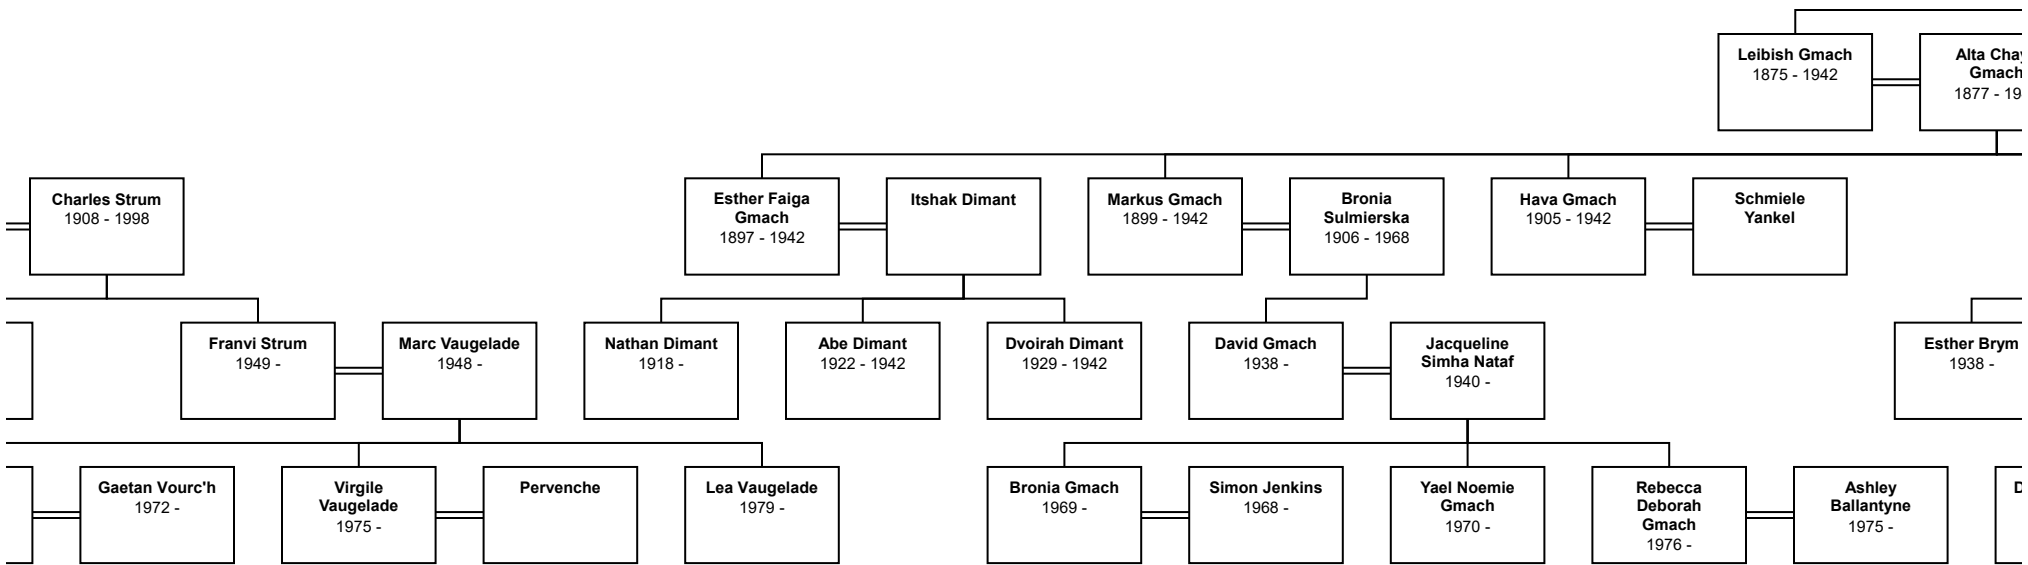 Leibish Gmach
1875 - 1942
Alta
Gmach
1877 -
Charles Strum
1908 - 1998
Esther Faiga
Gmach
1897 - 1942
Itshak Dimant
Markus Gmach
1899 - 1942
Bronia
Sulmierska
1906 - 1968
Hava Gmach
1905 - 1942
Schmiele
Yankel
Franvi Strum
1949 -
Marc Vaugelade
1948 -
Nathan Dimant
1918 -
Abe Dimant
1922 - 1942
Dvoirah Dimant
1929 - 1942
David Gmach
1938 -
Jacqueline
Simha Nataf
1940 -
Esther Brym
1938 -
Gaetan Vourc'h
1972 -
Virgile
Vaugelade
1975 -
Pervenche
Lea Vaugelade
1979 -
Bronia Gmach
1969 -
Simon Jenkins
1968 -
Yael Noemie
Gmach
1970 -
Rebecca
Deborah
Gmach
1976 -
Ashley
Ballantyne
1975 -